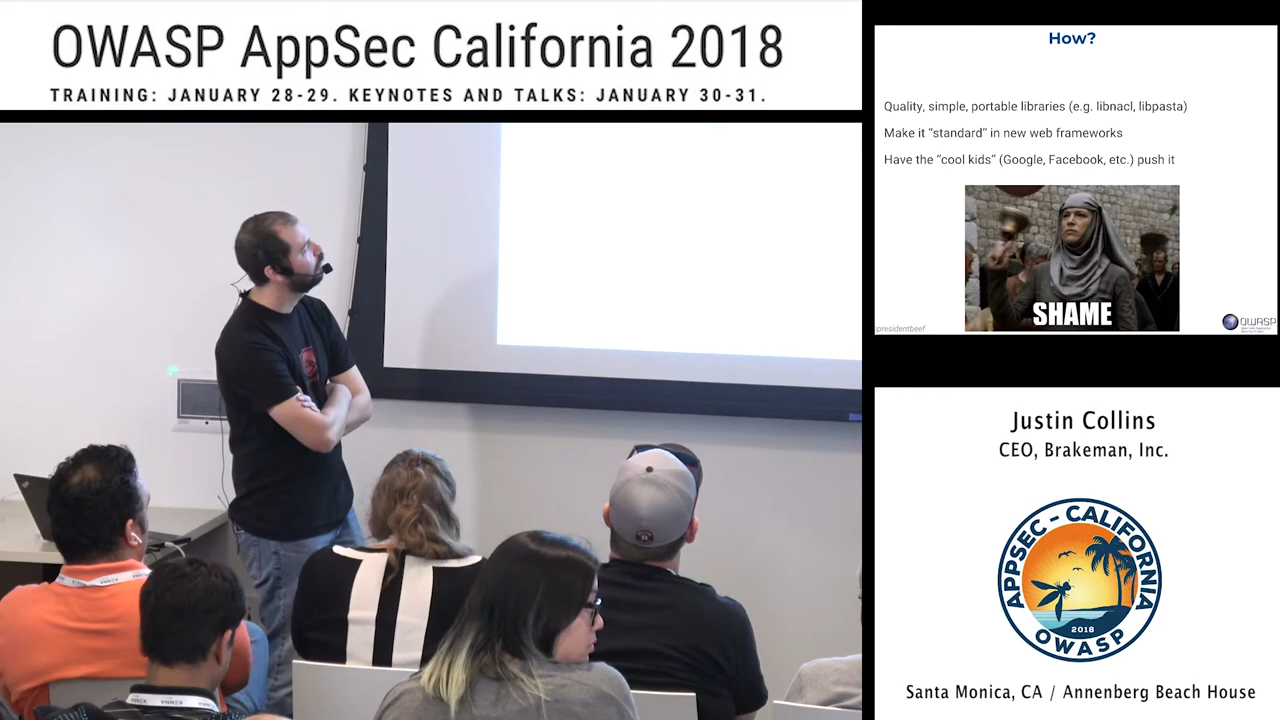 OWASP AppSec California 2018
TRAINING: JANUARY 28-29. KEYNOTES AND TALKS: JANUARY 30-31.
How?
Quality, simple, portable libraries (e.g. libnacl, libpasta)
Make it “standard” in new web frameworks
Have the “cool kids” (Google, Facebook, etc.) push it
SHAME
presidentbeef
OWASP
Justin Collins
CEO, Brakeman, Inc.
APPSEC - CALIFORNIA
2018
OWASP
Santa Monica, CA / Annenberg Beach House